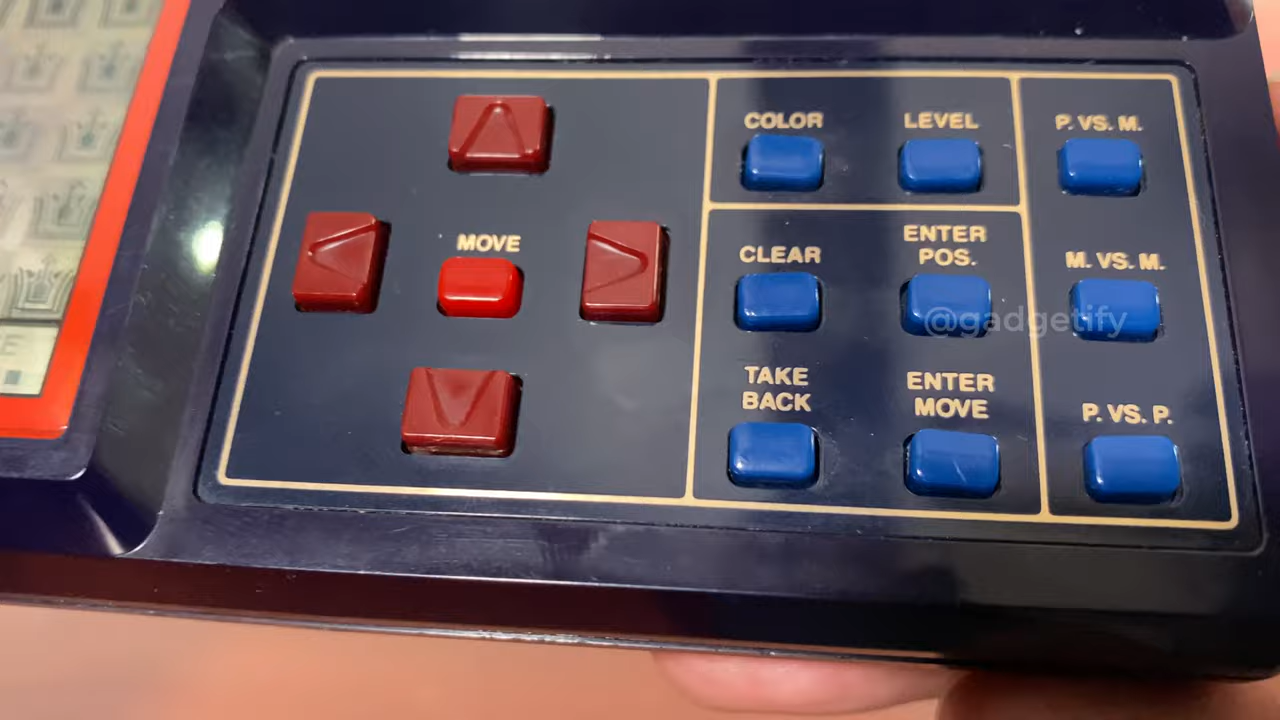 COLOR
LEVEL
P. VS. M.
MOVE
CLEAR
ENTER
POS.
M. VS. M.
@gadgetify
TAKE
BACK
ENTER
MOVE
P. VS. P.